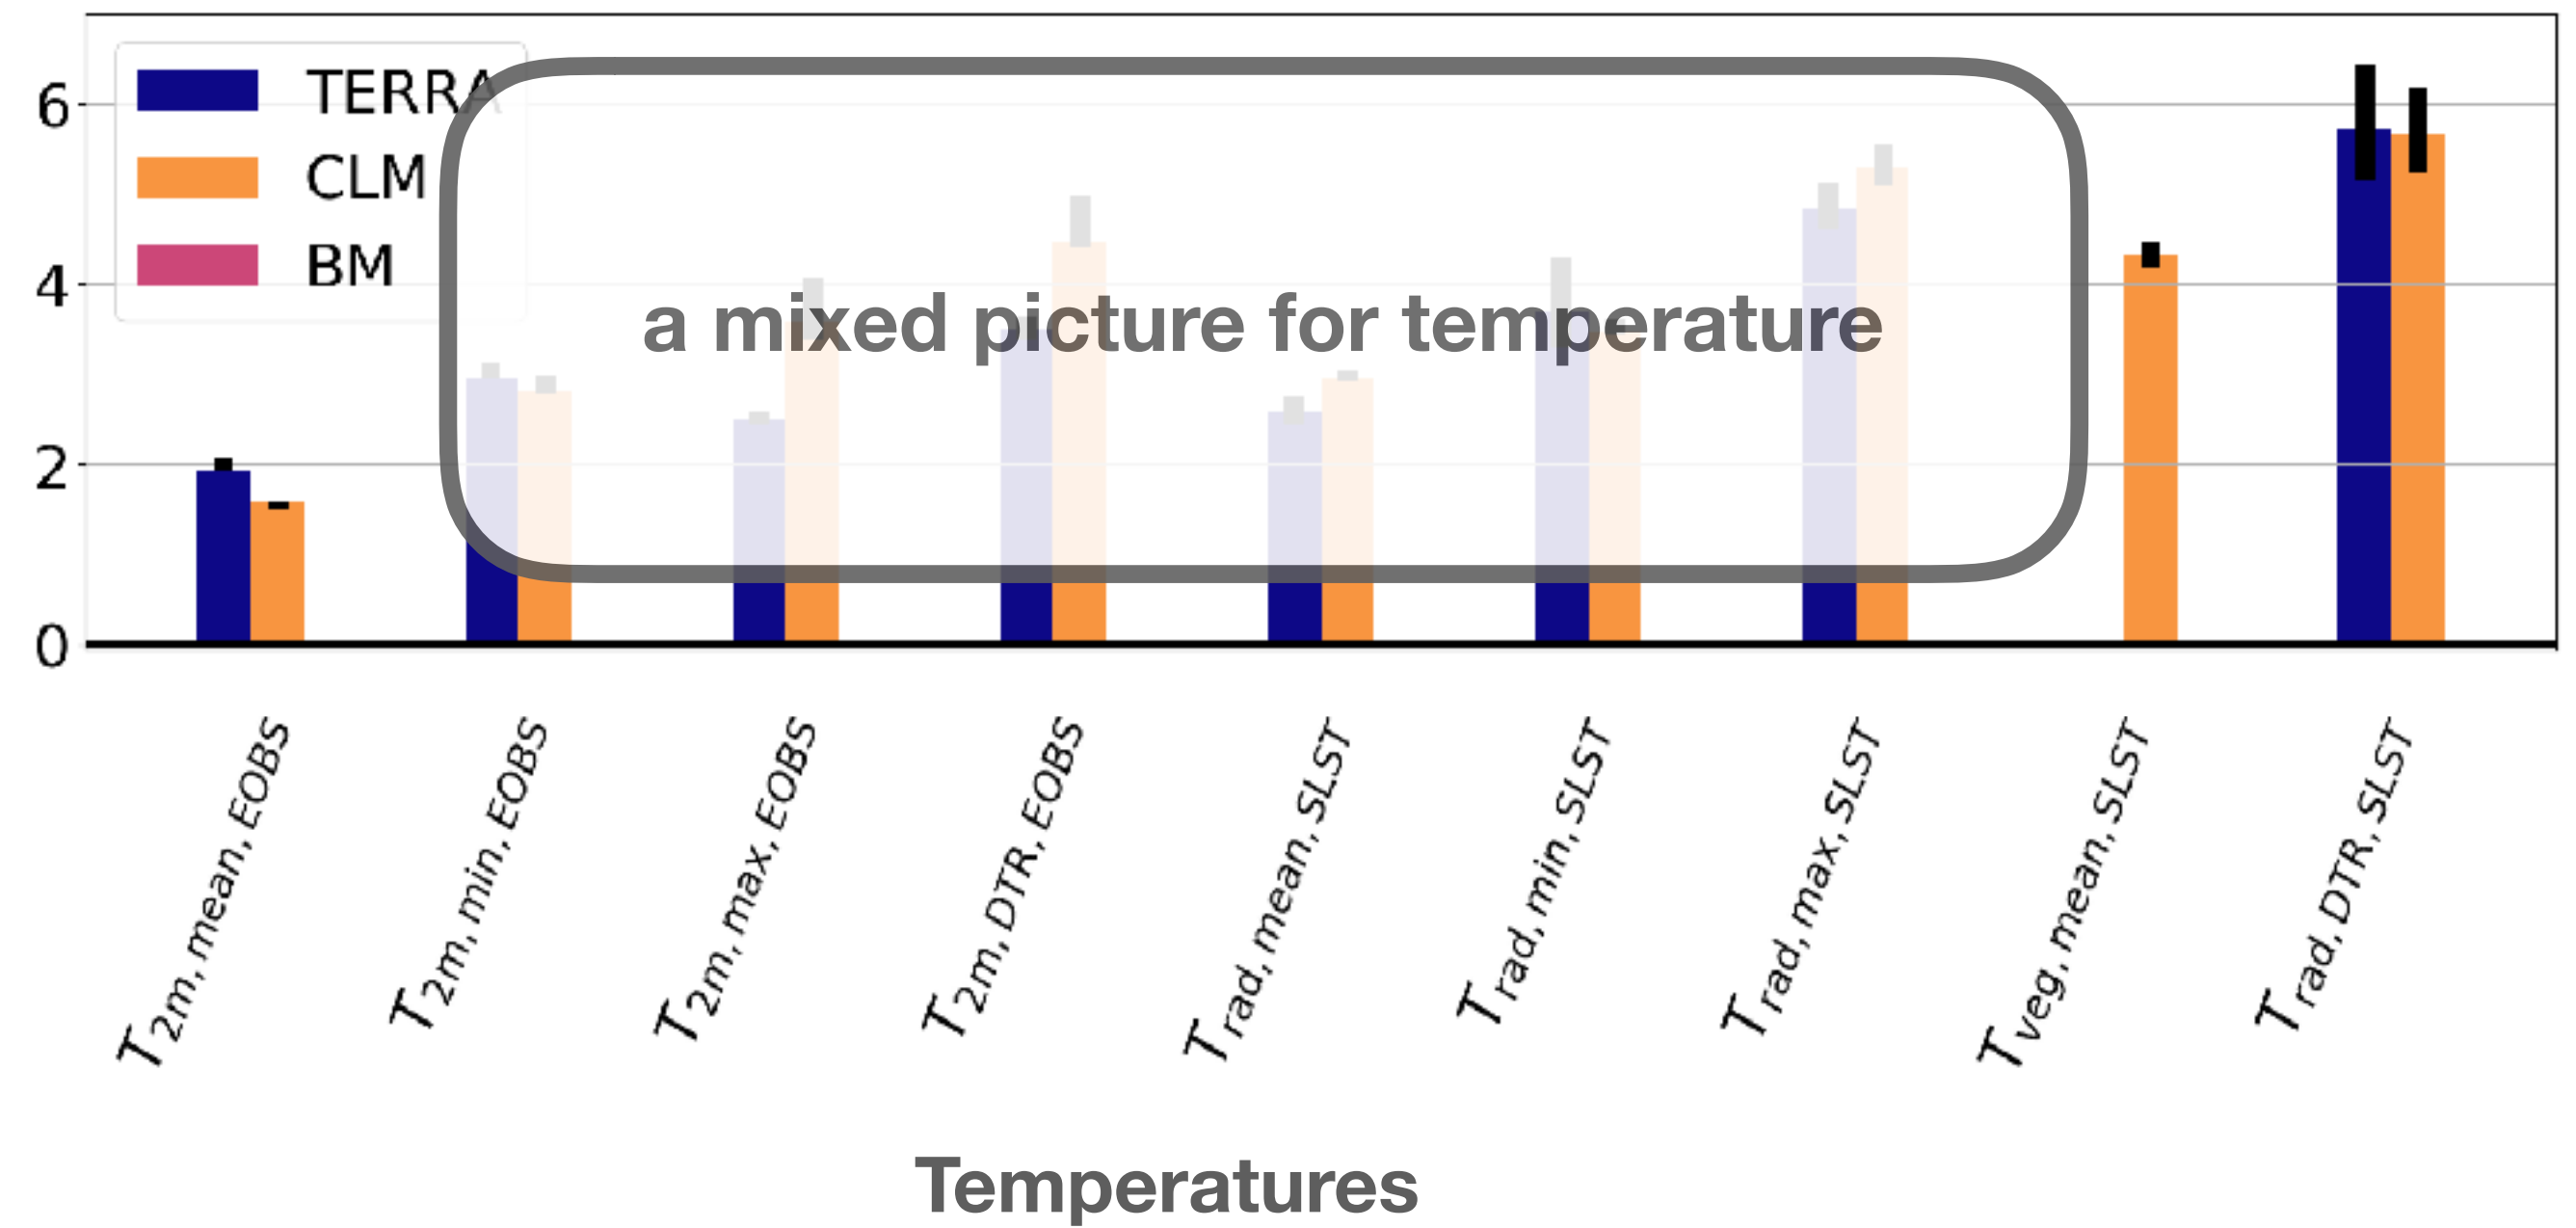 TERRA
CLM
BM
6
4
2
0
a mixed picture for temperature
T2m, mean, EOBS
T2m, min, EOBS
T2m, max, EOBS
T2m, DTR, EOBS
Trad, mean, SLST
Trad, min, SLST
Trad, max, SLST
Tveg, mean, SLST
Trad, DTR, SLST
Temperatures